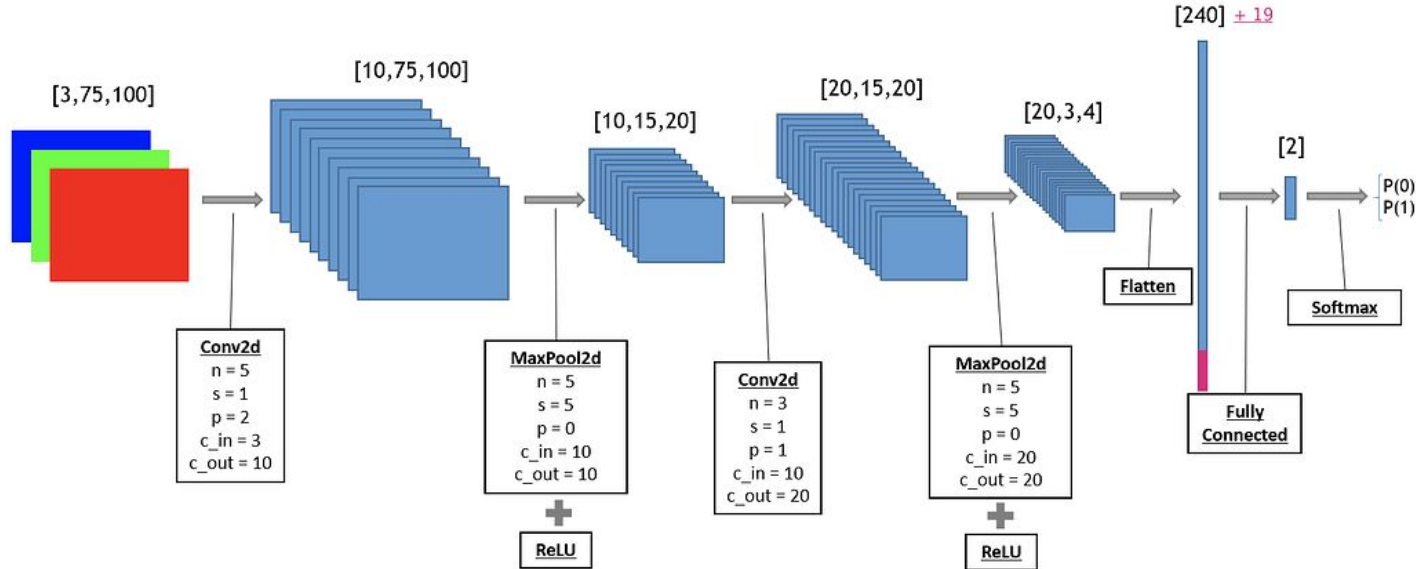 [3,75,100]
[10,75,100]
[10,15,20]
[20,15,20]
[20,3,4]
[240] + 19
[2]
P(0)
P(1)
Conv2d
n = 5
s = 1
p = 2
c_in = 3
c_out = 10
MaxPool2d
n = 5
s = 5
p = 0
c_in = 10
c_out = 10
ReLU
Conv2d
n = 3
s = 1
p = 1
c_in = 10
c_out = 20
MaxPool2d
n = 5
s = 5
p = 0
c_in = 20
c_out = 20
ReLU
Flatten
Fully
Connected
Softmax